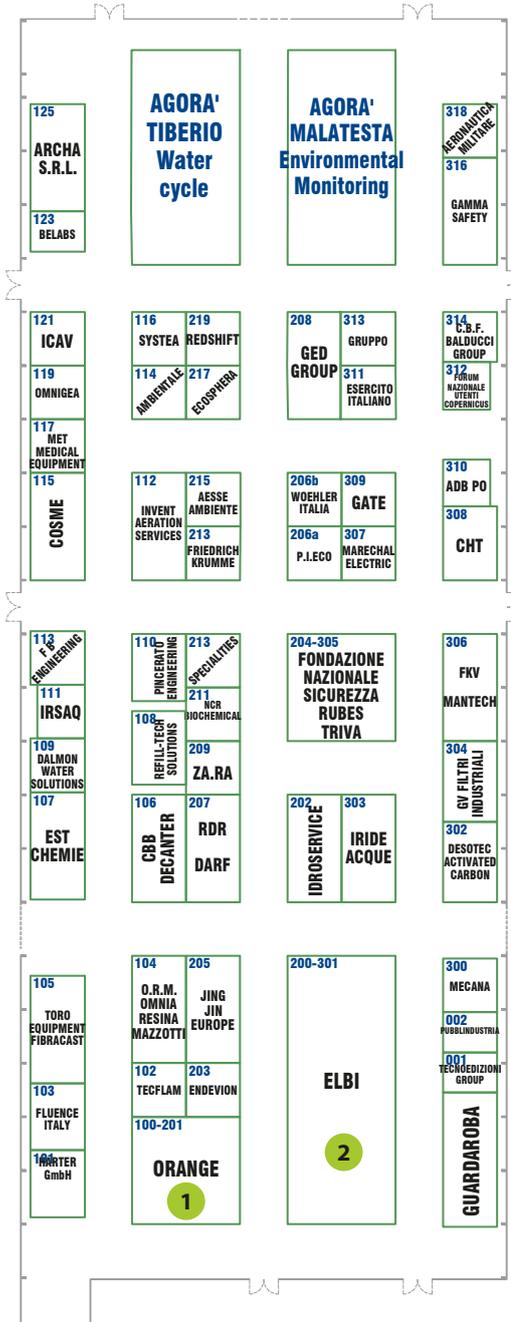 AGORA'
TIBERIO
Water
cycle
AGORA'
MALATESTA
Environmental
Monitoring
125
ARCHA
S.R.L.
123
BELABS
318
AERONAUTICA
MILITARE
316
GAMMA
SAFETY
121
ICAV
119
OMNIGEA
117
MET
MEDICAL
EQUIPMENT
115
COSME
116
SYSTEA
219
REDSHIFT
114
AMBIENTALE
217
ECOSPHERA
112
INVENT
AERATION
SERVICES
215
AESSE
AMBIENTE
213
FRIEDRICH
KRUMME
208
GED
GROUP
313
GRUPPO
311
ESERCITO
ITALIANO
206b
WOEHLER
ITALIA
309
GATE
206a
P.I.ECO
307
MARECHAL
ELECTRIC
314
C.B.F.
BALDUCCI
GROUP
312
FORUM
NAZIONALE
UTENTI
COPERNICUS
310
ADB PO
308
CHT
113
F B
ENGINEERING
111
IRSAQ
109
DALMON
WATER
SOLUTIONS
107
EST
CHEMIE
110
PINCERATO
ENGINEERING
213
SPECIALITIES
211
NCR
BIOCHEMICAL
108
REFILL-TECH
SOLUTIONS
209
ZA.RA
106
CBB
DECANTER
207
RDR
DARF
204-305
FONDAZIONE
NAZIONALE
SICUREZZA
RUBES
TRIVA
202
IDROSERVICE
303
IRIDE
ACQUE
306
FKV
MANTECH
304
GV FILTRI
INDUSTRIALI
302
DESOTEC
ACTIVATED
CARBON
105
TORO
EQUIPMENT
FIBRACAST
103
FLUENCE
ITALY
101
HARTER
GmbH
104
O.R.M.
OMNIA
RESINA
MAZZOTTI
205
JING
JIN
EUROPE
102
TECFLAM
203
ENDEVION
100-201
ORANGE
1
200-301
ELBI
2
300
MECANA
002
PUBBLINDUSTRIA
001
TECNOEDIZIONI
GROUP
GUARDAROBA